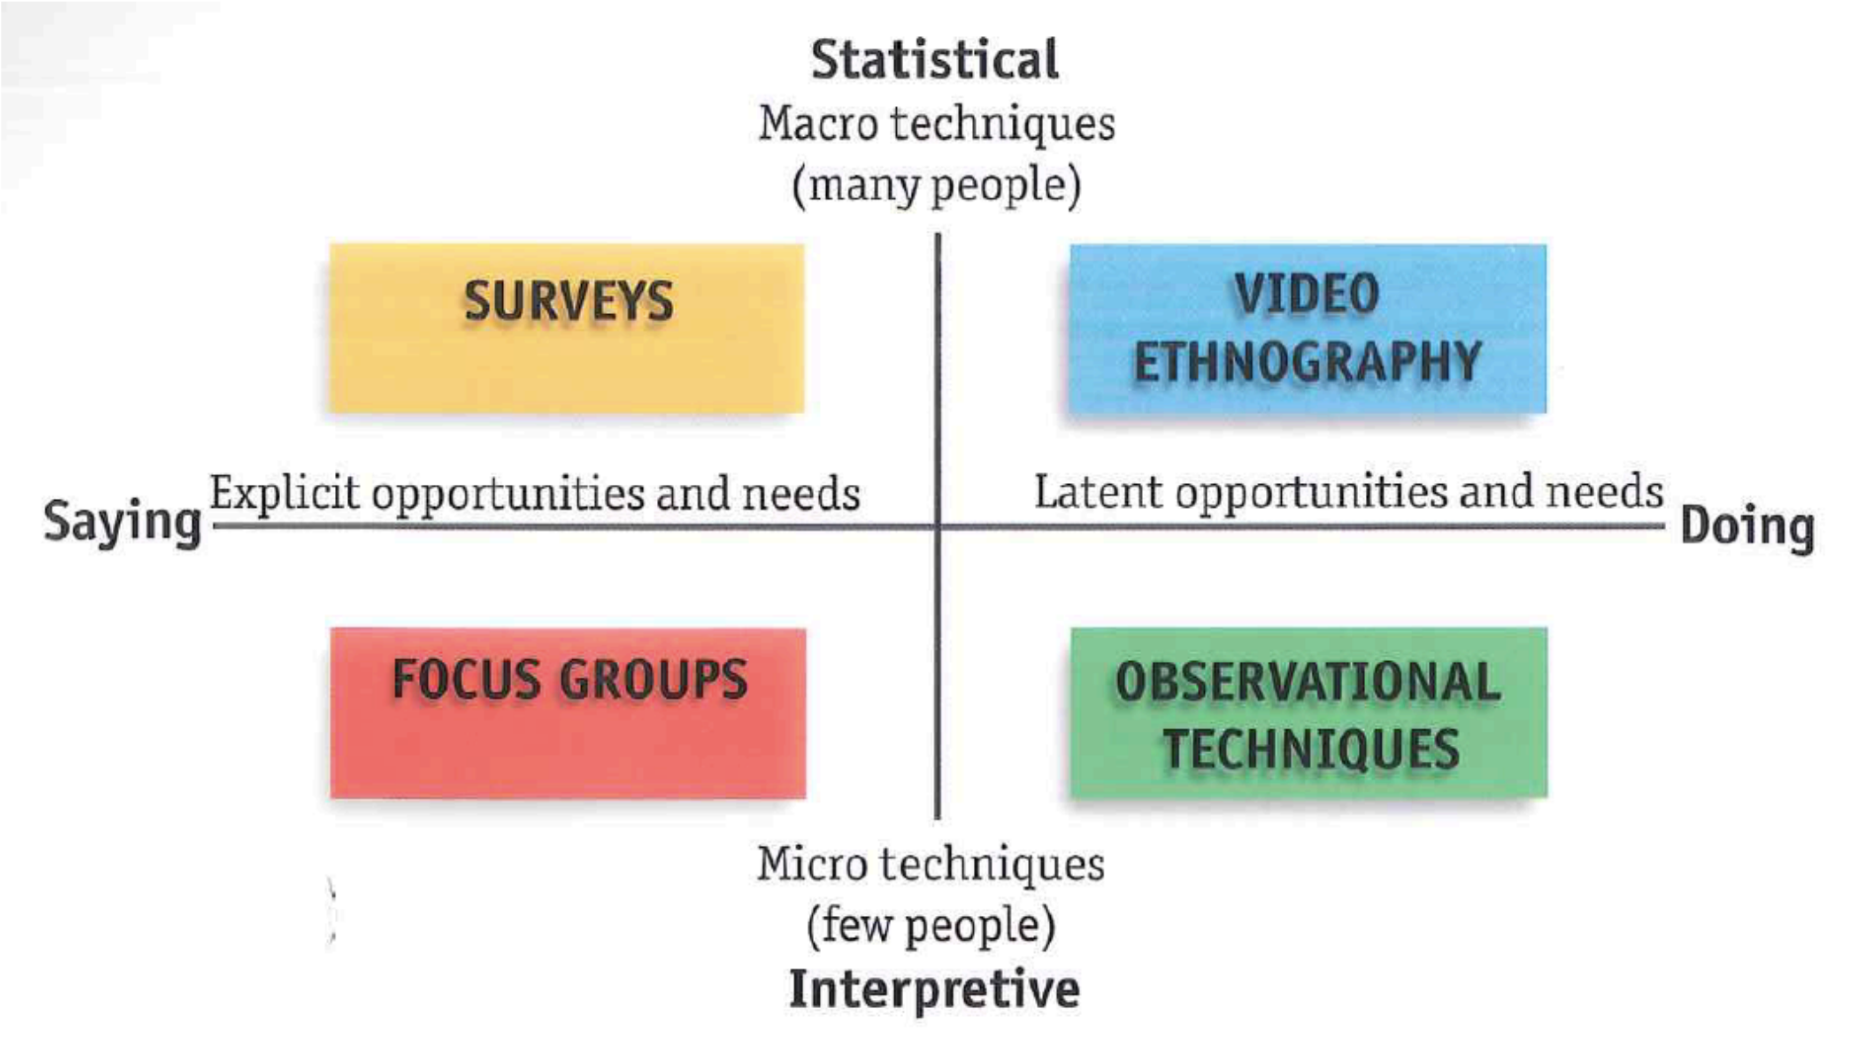 Statistical
Macro techniques
(many people)
SURVEYS
VIDEO
ETHNOGRAPHY
Explicit opportunities and needs
Latent opportunities and needs
Saying
Doing
FOCUS GROUPS
OBSERVATIONAL
TECHNIQUES
Micro techniques
(few people)
Interpretive